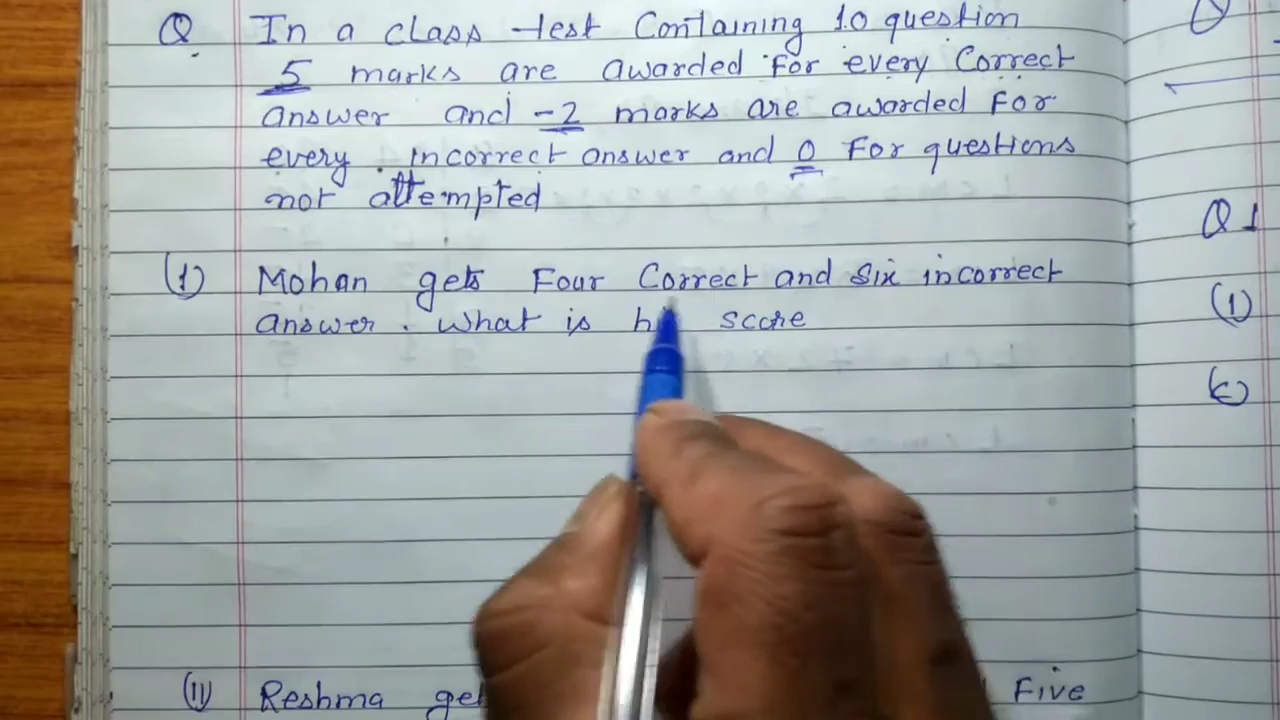 Q In a class test Containing 10 question
5 marks are awarded for every Correct
answer and -2 marks are awarded for
every incorrect answer and 0 for questions
not attempted
(I) Mohan gets Four Correct and six incorrect
answer. What is score
(II) Reshma Five
Q
Q 1
(I)